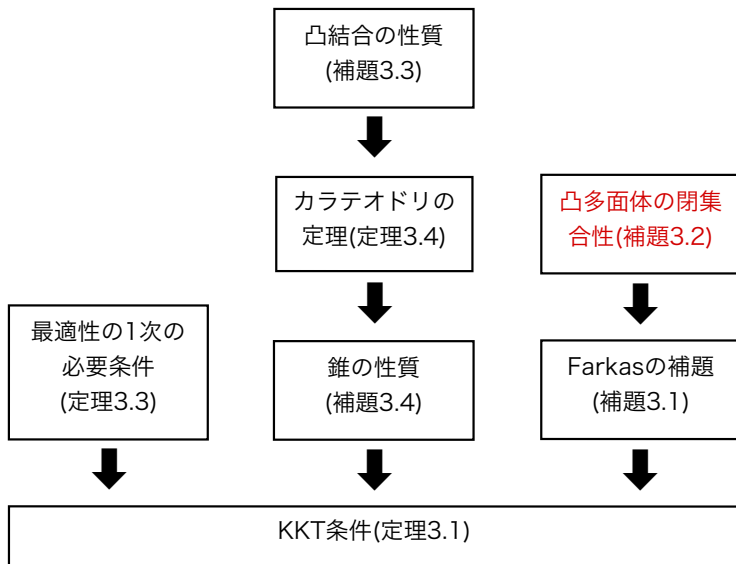 凸結合の性質
(補題3.3)
カラテオドリの
定理(定理3.4)
凸多面体の閉集
合性(補題3.2)
最適性の1次の
必要条件
(定理3.3)
錐の性質
(補題3.4)
Farkasの補題
(補題3.1)
KKT条件(定理3.1)